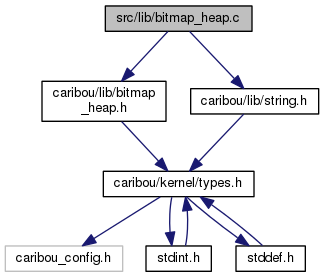 src/lib/bitmap_heap.c
caribou/lib/bitmap
_heap.h
caribou/lib/string.h
caribou/kernel/types.h
caribou_config.h
stdint.h
stddef.h